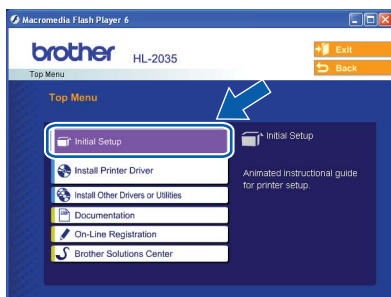 Macromedia Flash Player 6
brother HL-2035
Exit
Back
Top Menu
Top Menu
Initial Setup
Install Printer Driver
Install Other Drivers or Utilities
Documentation
On-Line Registration
Brother Solutions Center
Initial Setup
Animated instructional guide
for printer setup.